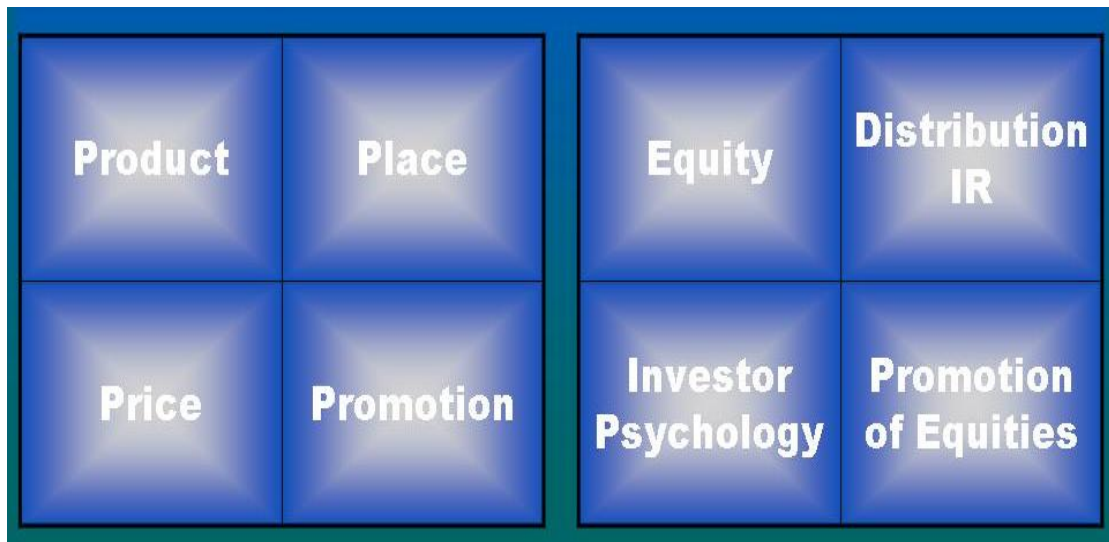 Product
Place
Price
Promotion
Equity
Distribution
IR
Investor
Psychology
Promotion
of Equities